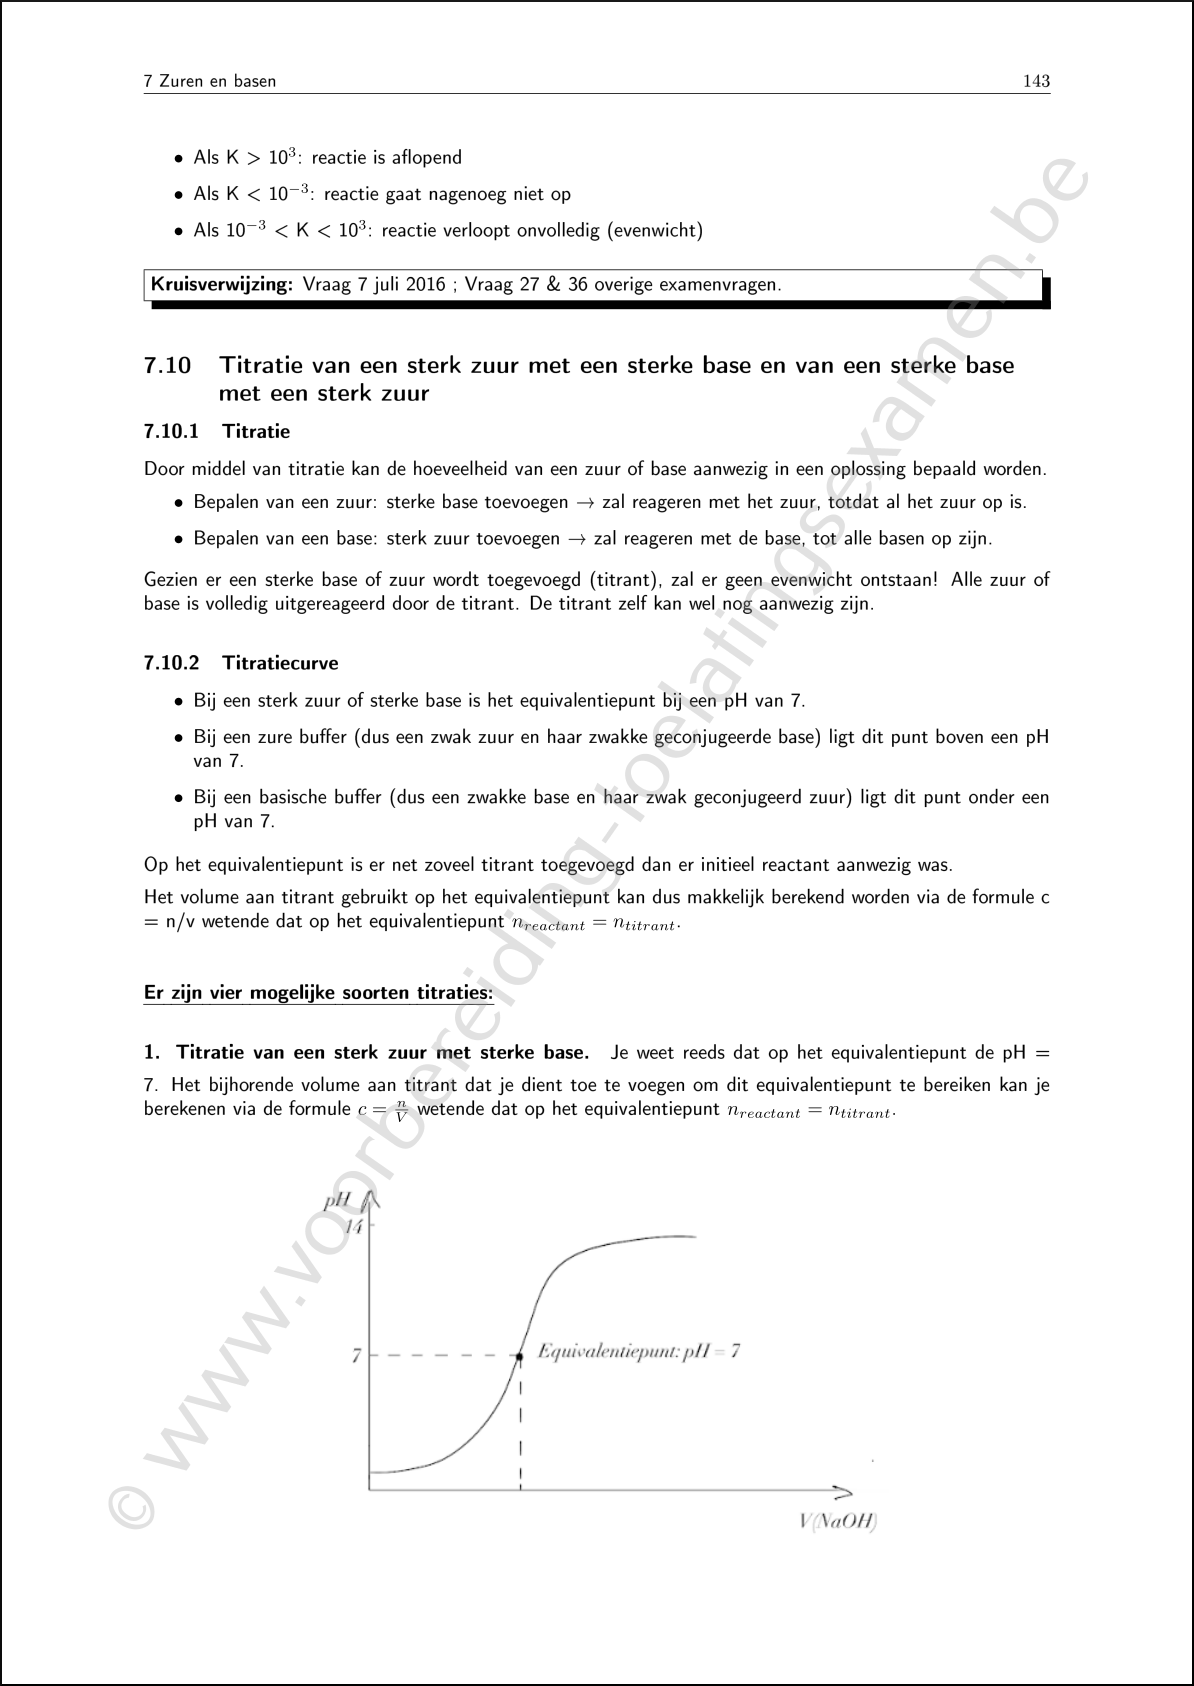 7 Zuren en basen 143
• Als K > 10³: reactie is aflopend
• Als K < 10⁻³: reactie gaat nagenoeg niet op
• Als 10⁻³ < K < 10³: reactie verloopt onvolledig (evenwicht)
Kruisverwijzing: Vraag 7 juli 2016 ; Vraag 27 & 36 overige examenvragen.
7.10 Titratie van een sterk zuur met een sterke base en van een sterke base
met een sterk zuur
7.10.1 Titratie
Door middel van titratie kan de hoeveelheid van een zuur of base aanwezig in een oplossing bepaald worden.
• Bepalen van een zuur: sterke base toevoegen → zal reageren met het zuur, totdat al het zuur op is.
• Bepalen van een base: sterk zuur toevoegen → zal reageren met de base, tot alle basen op zijn.
Gezien er een sterke base of zuur wordt toegevoegd (titrant), zal er geen evenwicht ontstaan! Alle zuur of
base is volledig uitgereageerd door de titrant. De titrant zelf kan wel nog aanwezig zijn.
7.10.2 Titratiecurve
• Bij een sterk zuur of sterke base is het equivalentiepunt bij een pH van 7.
• Bij een zure buffer (dus een zwak zuur en haar zwakke geconjugeerde base) ligt dit punt boven een pH
van 7.
• Bij een basische buffer (dus een zwakke base en haar zwak geconjugeerd zuur) ligt dit punt onder een
pH van 7.
Op het equivalentiepunt is er net zoveel titrant toegevoegd dan er initieel reactant aanwezig was.
Het volume aan titrant gebruikt op het equivalentiepunt kan dus makkelijk berekend worden via de formule c
= n/v wetende dat op het equivalentiepunt n_reactant = n_titrant.
Er zijn vier mogelijke soorten titraties:
1. Titratie van een sterk zuur met sterke base. Je weet reeds dat op het equivalentiepunt de pH =
7. Het bijhorende volume aan titrant dat je dient toe te voegen om dit equivalentiepunt te bereiken kan je
berekenen via de formule c = n/V wetende dat op het equivalentiepunt n_reactant = n_titrant.
pH
14
7
Equivalentiepunt: pH = 7
V(NaOH)
© www.voorbereiding-toelatingsexamen.be